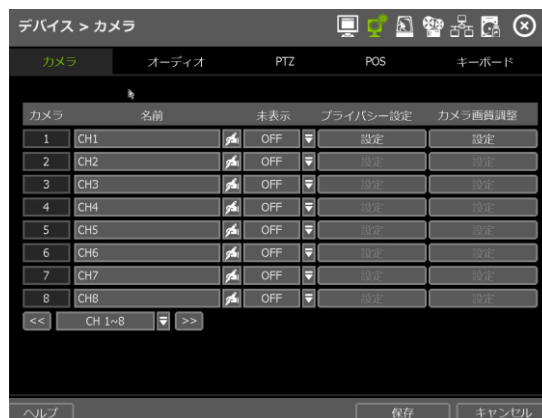 デバイス > カメラ
カメラ オーディオ PTZ POS キーボード
カメラ 名前 未表示 プライバシー設定 カメラ画質調整
1 CH1 OFF 設定 設定
2 CH2 OFF 設定 設定
3 CH3 OFF 設定 設定
4 CH4 OFF 設定 設定
5 CH5 OFF 設定 設定
6 CH6 OFF 設定 設定
7 CH7 OFF 設定 設定
8 CH8 OFF 設定 設定
<< CH 1~8 >>
ヘルプ 保存 キャンセル